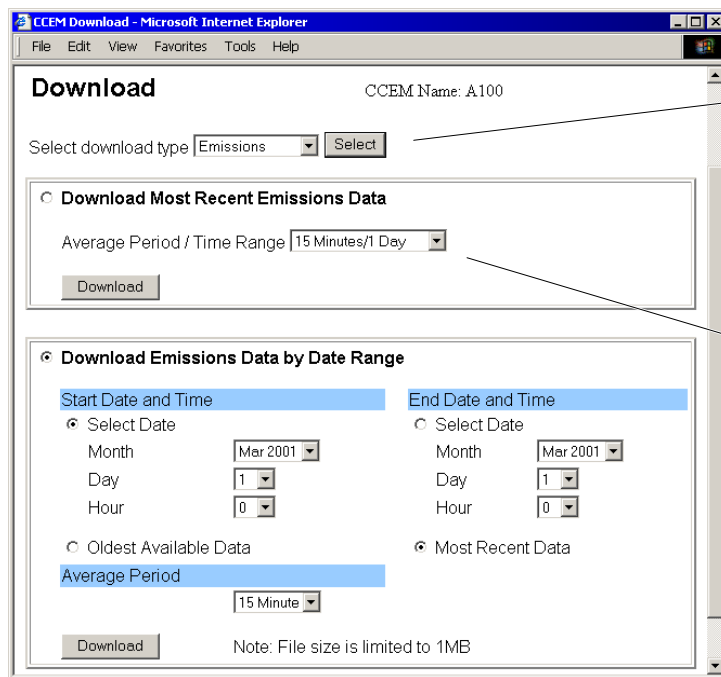 CCEM Download - Microsoft Internet Explorer
File Edit View Favorites Tools Help
Download CCEM Name: A100
Select download type Emissions Select
Download Most Recent Emissions Data
Average Period / Time Range 15 Minutes/1 Day
Download
Download Emissions Data by Date Range
Start Date and Time End Date and Time
Select Date Select Date
Month Mar 2001 Month Mar 2001
Day 1 Day 1
Hour 0 Hour 0
Oldest Available Data Most Recent Data
Average Period
15 Minute
Download Note: File size is limited to 1MB